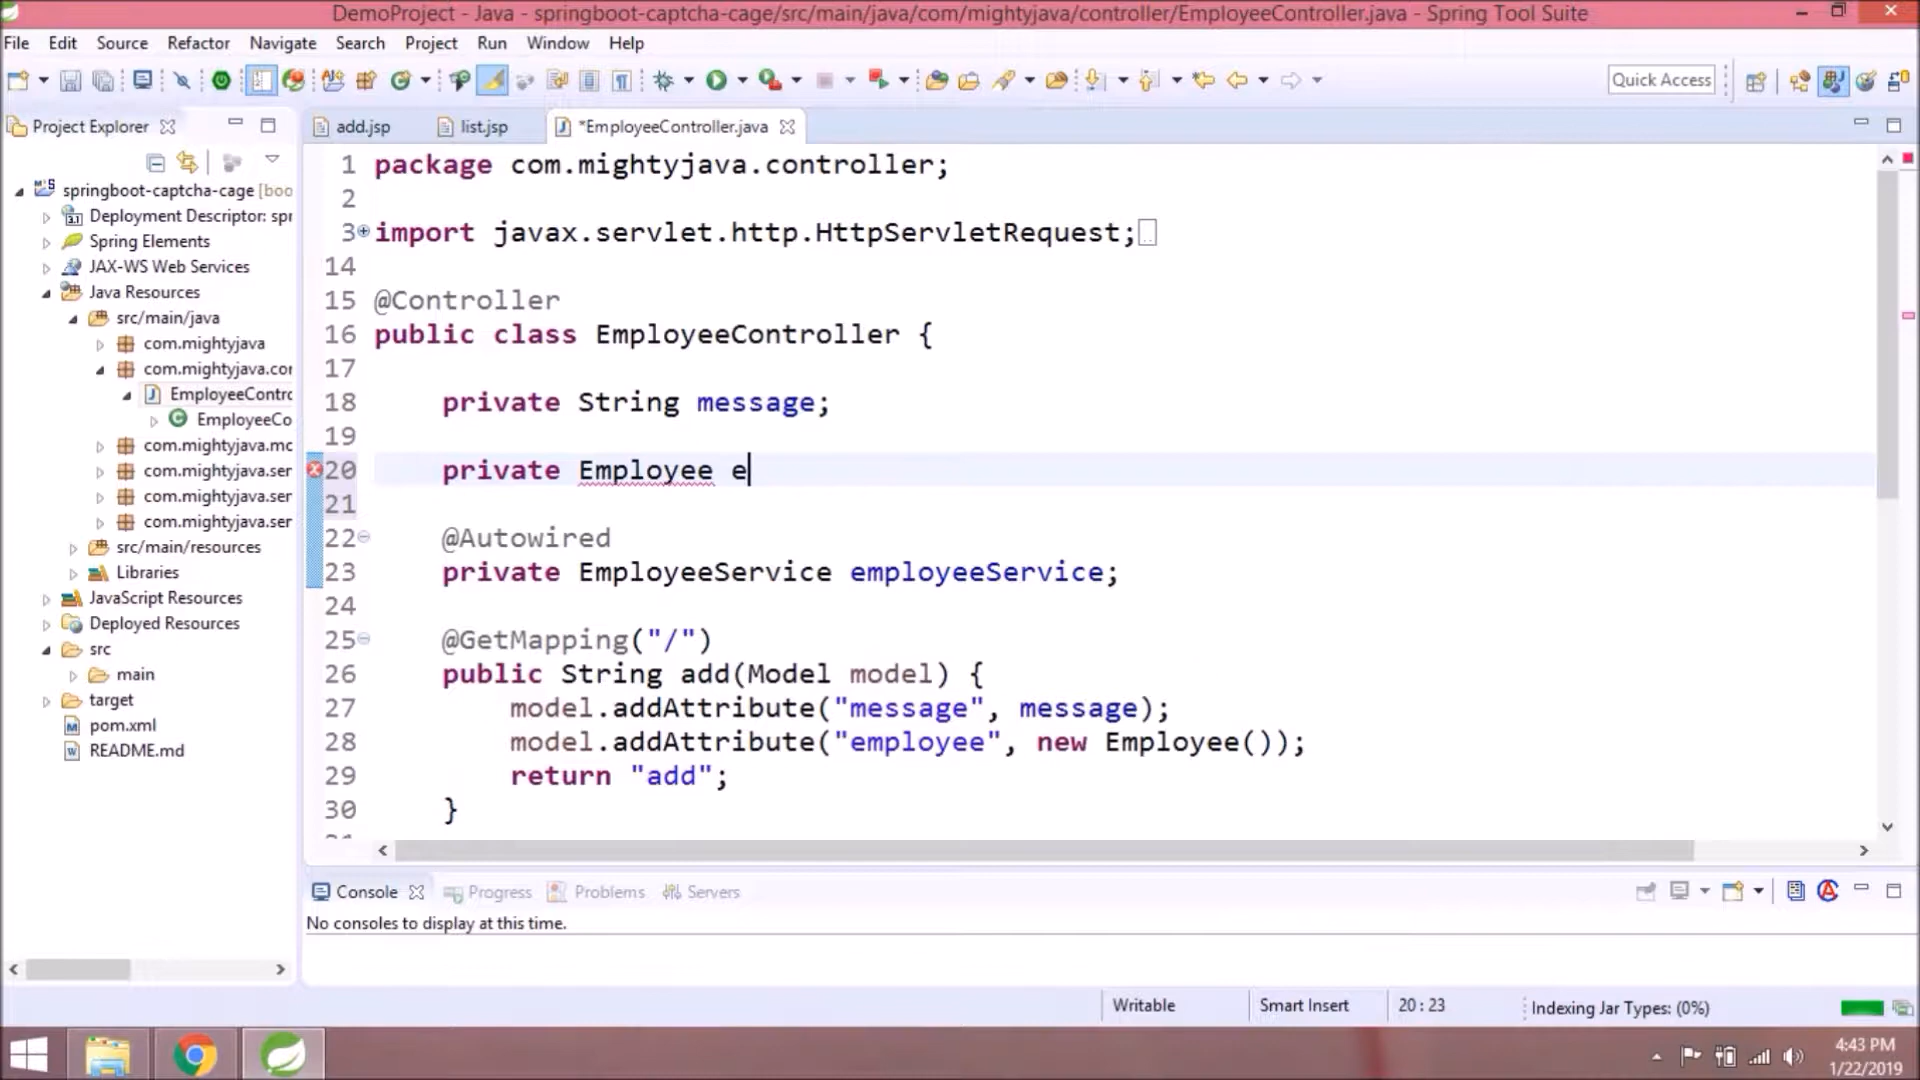 DemoProject - Java - springboot-captcha-cage/src/main/java/com/mightyjava/controller/EmployeeController.java - Spring Tool Suite
File Edit Source Refactor Navigate Search Project Run Window Help
Quick Access
Project Explorer
springboot-captcha-cage [boo
Deployment Descriptor: spr
Spring Elements
JAX-WS Web Services
Java Resources
src/main/java
com.mightyjava
com.mightyjava.cor
EmployeeContro
EmployeeCo
com.mightyjava.mc
com.mightyjava.ser
com.mightyjava.ser
com.mightyjava.ser
src/main/resources
Libraries
JavaScript Resources
Deployed Resources
src
main
target
pom.xml
README.md
add.jsp list.jsp *EmployeeController.java
1 package com.mightyjava.controller;
2
3 import javax.servlet.http.HttpServletRequest;
14
15 @Controller
16 public class EmployeeController {
17
18 private String message;
19
20 private Employee e
21
22 @Autowired
23 private EmployeeService employeeService;
24
25 @GetMapping("/")
26 public String add(Model model) {
27 model.addAttribute("message", message);
28 model.addAttribute("employee", new Employee());
29 return "add";
30 }
Console Progress Problems Servers
No consoles to display at this time.
Writable Smart Insert 20 : 23 Indexing Jar Types: (0%)
4:43 PM
1/22/2019